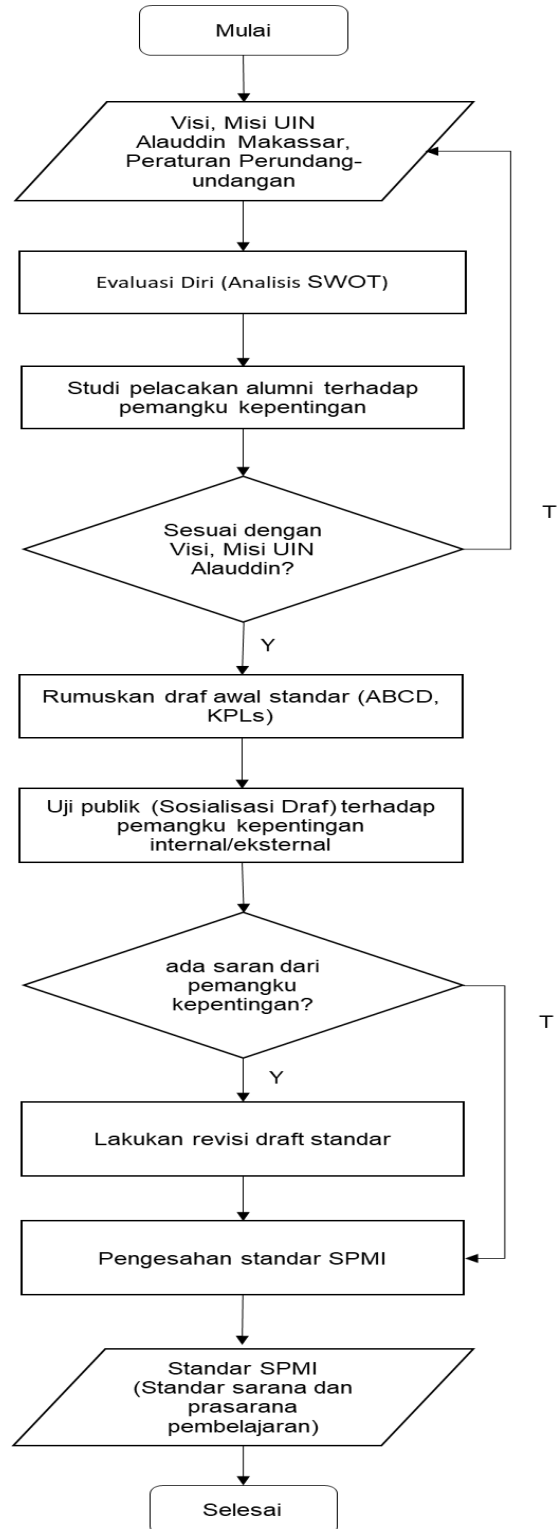 Mulai
Visi, Misi UIN
Alauddin Makassar,
Peraturan Perundang-
undangan
Evaluasi Diri (Analisis SWOT)
Studi pelacakan alumni terhadap
pemangku kepentingan
Sesuai dengan
Visi, Misi UIN
Alauddin?
T
Y
Rumuskan draf awal standar (ABCD,
KPLs)
Uji publik (Sosialisasi Draf) terhadap
pemangku kepentingan
internal/eksternal
ada saran dari
pemangku
kepentingan?
T
Y
Lakukan revisi draft standar
Pengesahan standar SPMI
Standar SPMI
(Standar sarana dan
prasarana
pembelajaran)
Selesai